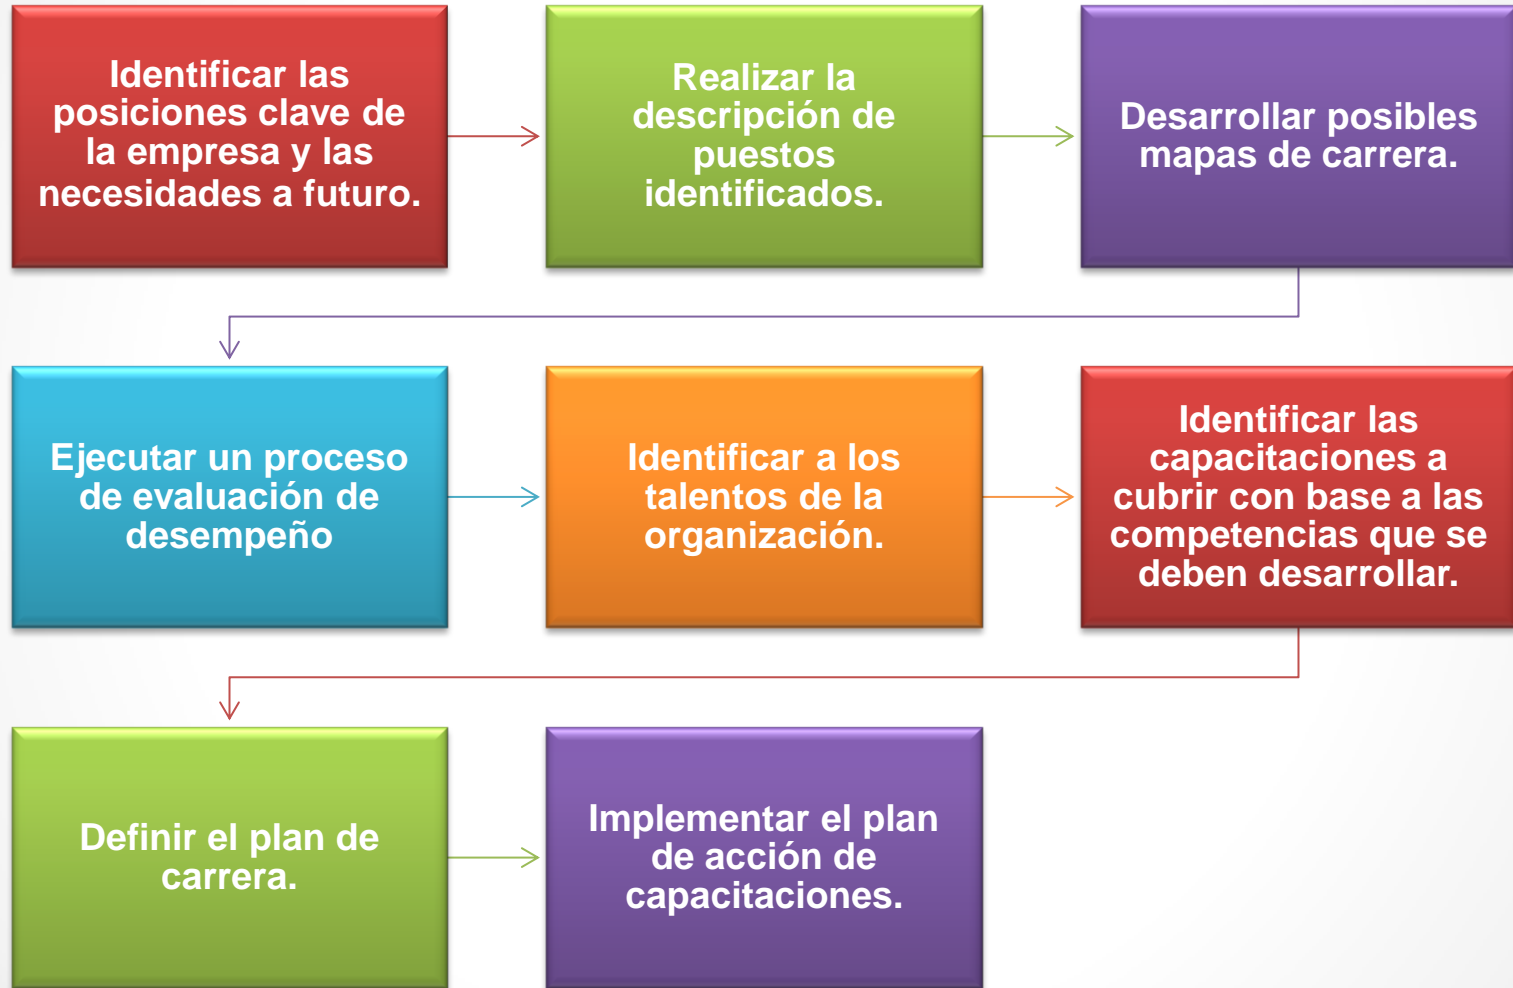 Identificar las
posiciones clave de
la empresa y las
necesidades a futuro.
Realizar la
descripción de
puestos
identificados.
Desarrollar posibles
mapas de carrera.
Ejecutar un proceso
de evaluación de
desempeño
Identificar a los
talentos de la
organización.
Identificar las
capacitaciones a
cubrir con base a las
competencias que se
deben desarrollar.
Definir el plan de
carrera.
Implementar el plan
de acción de
capacitaciones.